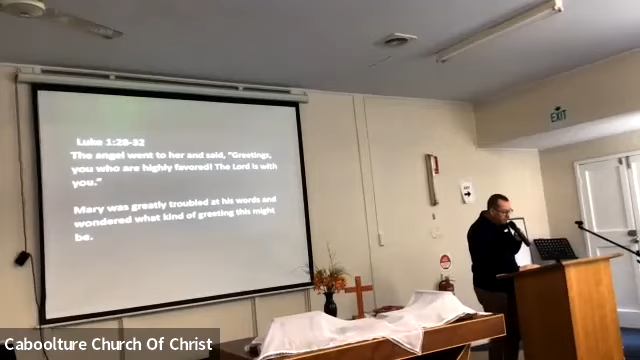 Luke 1:28-32
The angel went to her and said, "Greetings,
you who are highly favored! The Lord is with
you."
Mary was greatly troubled at his words and
wondered what kind of greeting this might
be.
EXIT
Caboolture Church Of Christ